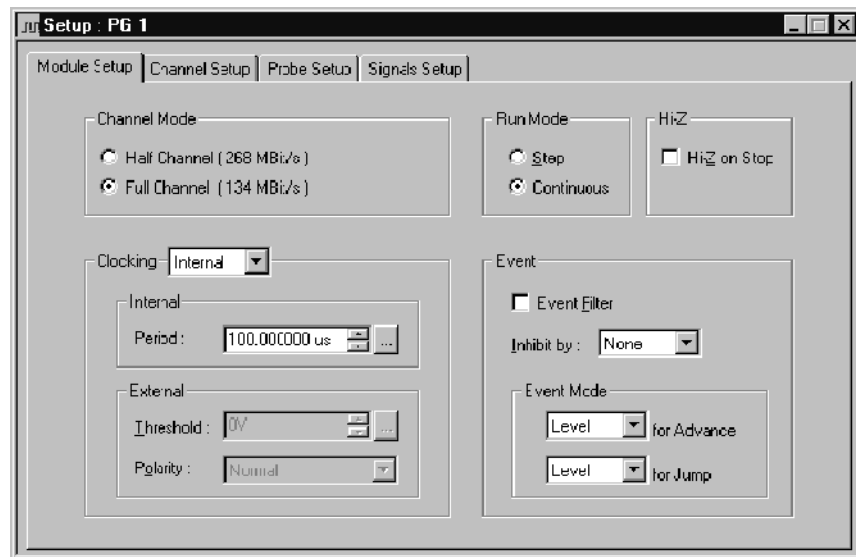 Setup : PG 1
Module Setup
Channel Setup
Probe Setup
Signals Setup
Channel Mode
Half Channel ( 268 MBit/s )
Full Channel ( 134 MBit/s )
Run Mode
Step
Continuous
Hi-Z
Hi-Z on Stop
Clocking
Internal
Internal
Period :
100.000000 us
...
External
Threshold :
0V
...
Polarity :
Normal
Event
Event Filter
Inhibit by :
None
Event Mode
Level
for Advance
Level
for Jump